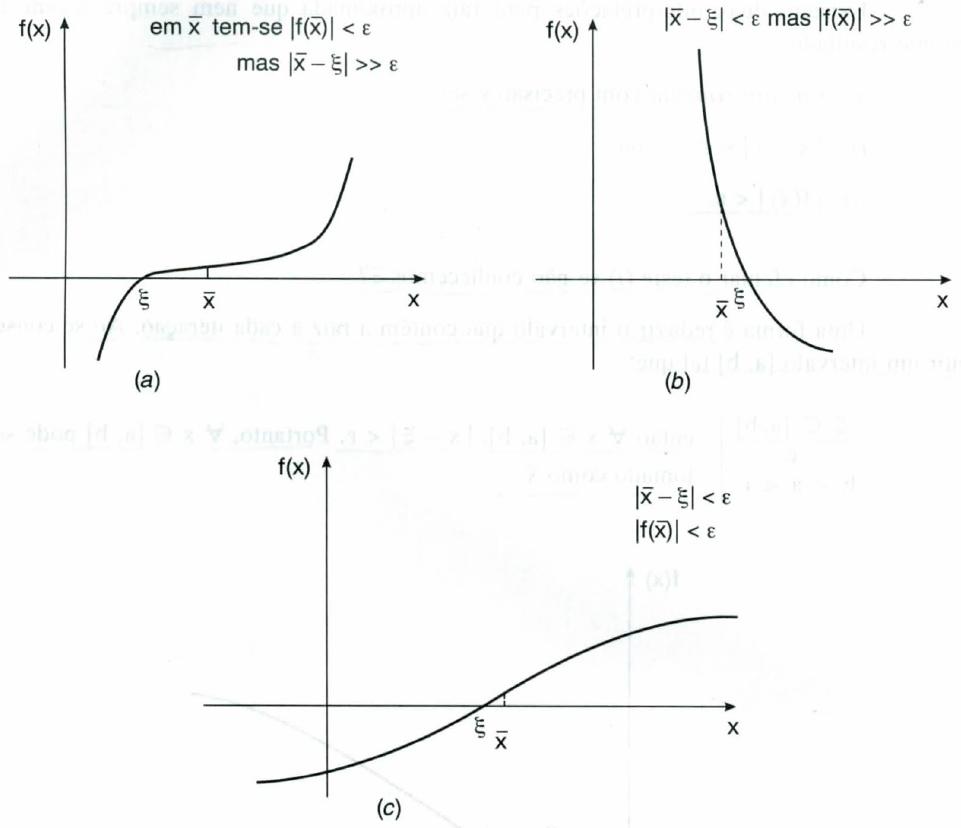 f(x)
em x̄ tem-se |f(x̄)| < ε
mas |x̄ – ξ| >> ε
ξ
x̄
x
(a)
f(x)
|x̄ – ξ| < ε mas |f(x̄)| >> ε
x̄
ξ
x
(b)
f(x)
|x̄ – ξ| < ε
|f(x̄)| < ε
ξ
x̄
x
(c)